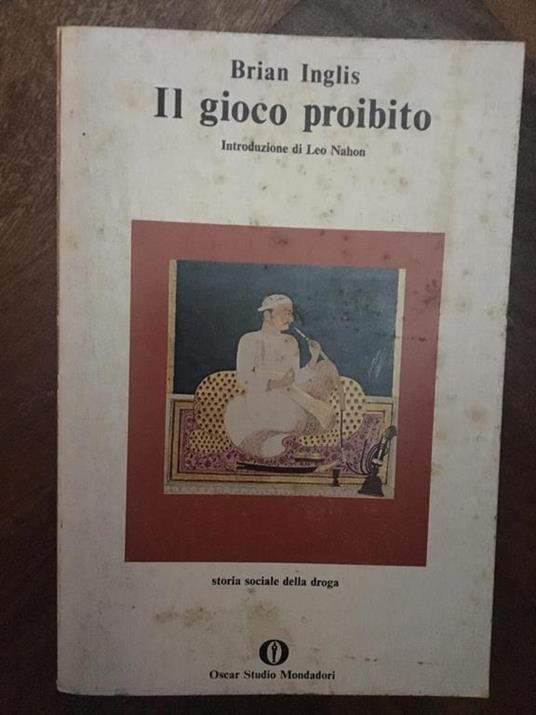 Brian Inglis
Il gioco proibito
Introduzione di Leo Nahon
storia sociale della droga
Oscar Studio Mondadori